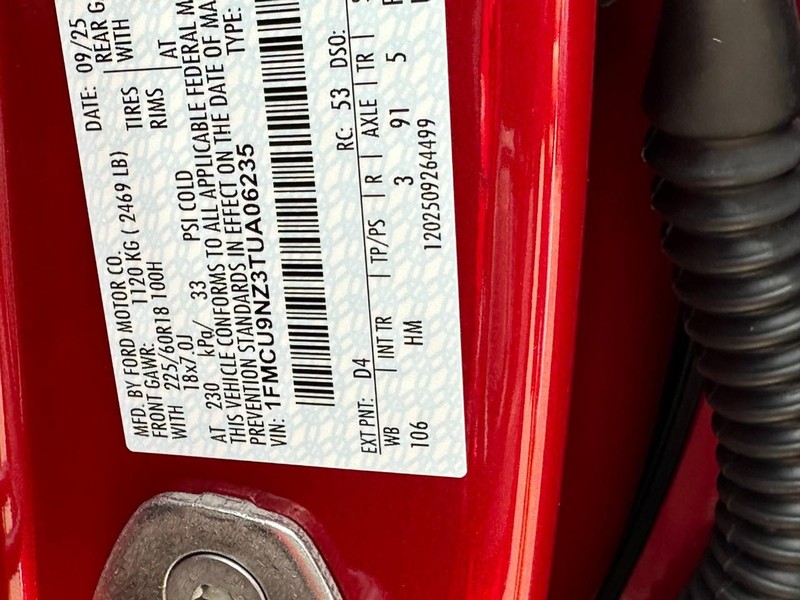 MFD. BY FORD MOTOR CO. DATE: 09/25
FRONT GAWR: 1120 KG ( 2469 LB) REAR G
WITH 225/60R18 100H TIRES WITH
18x7.0J RIMS
AT 230 kPa/ 33 PSI COLD AT
THIS VEHICLE CONFORMS TO ALL APPLICABLE FEDERAL M
PREVENTION STANDARDS IN EFFECT ON THE DATE OF MA
VIN: 1FMCU9NZ3TUA06235 TYPE:
EXT PNT: D4 RC: 53 DSO:
WB INT TR TP/PS R AXLE TR S
106 HM 3 91 5
1202509264499